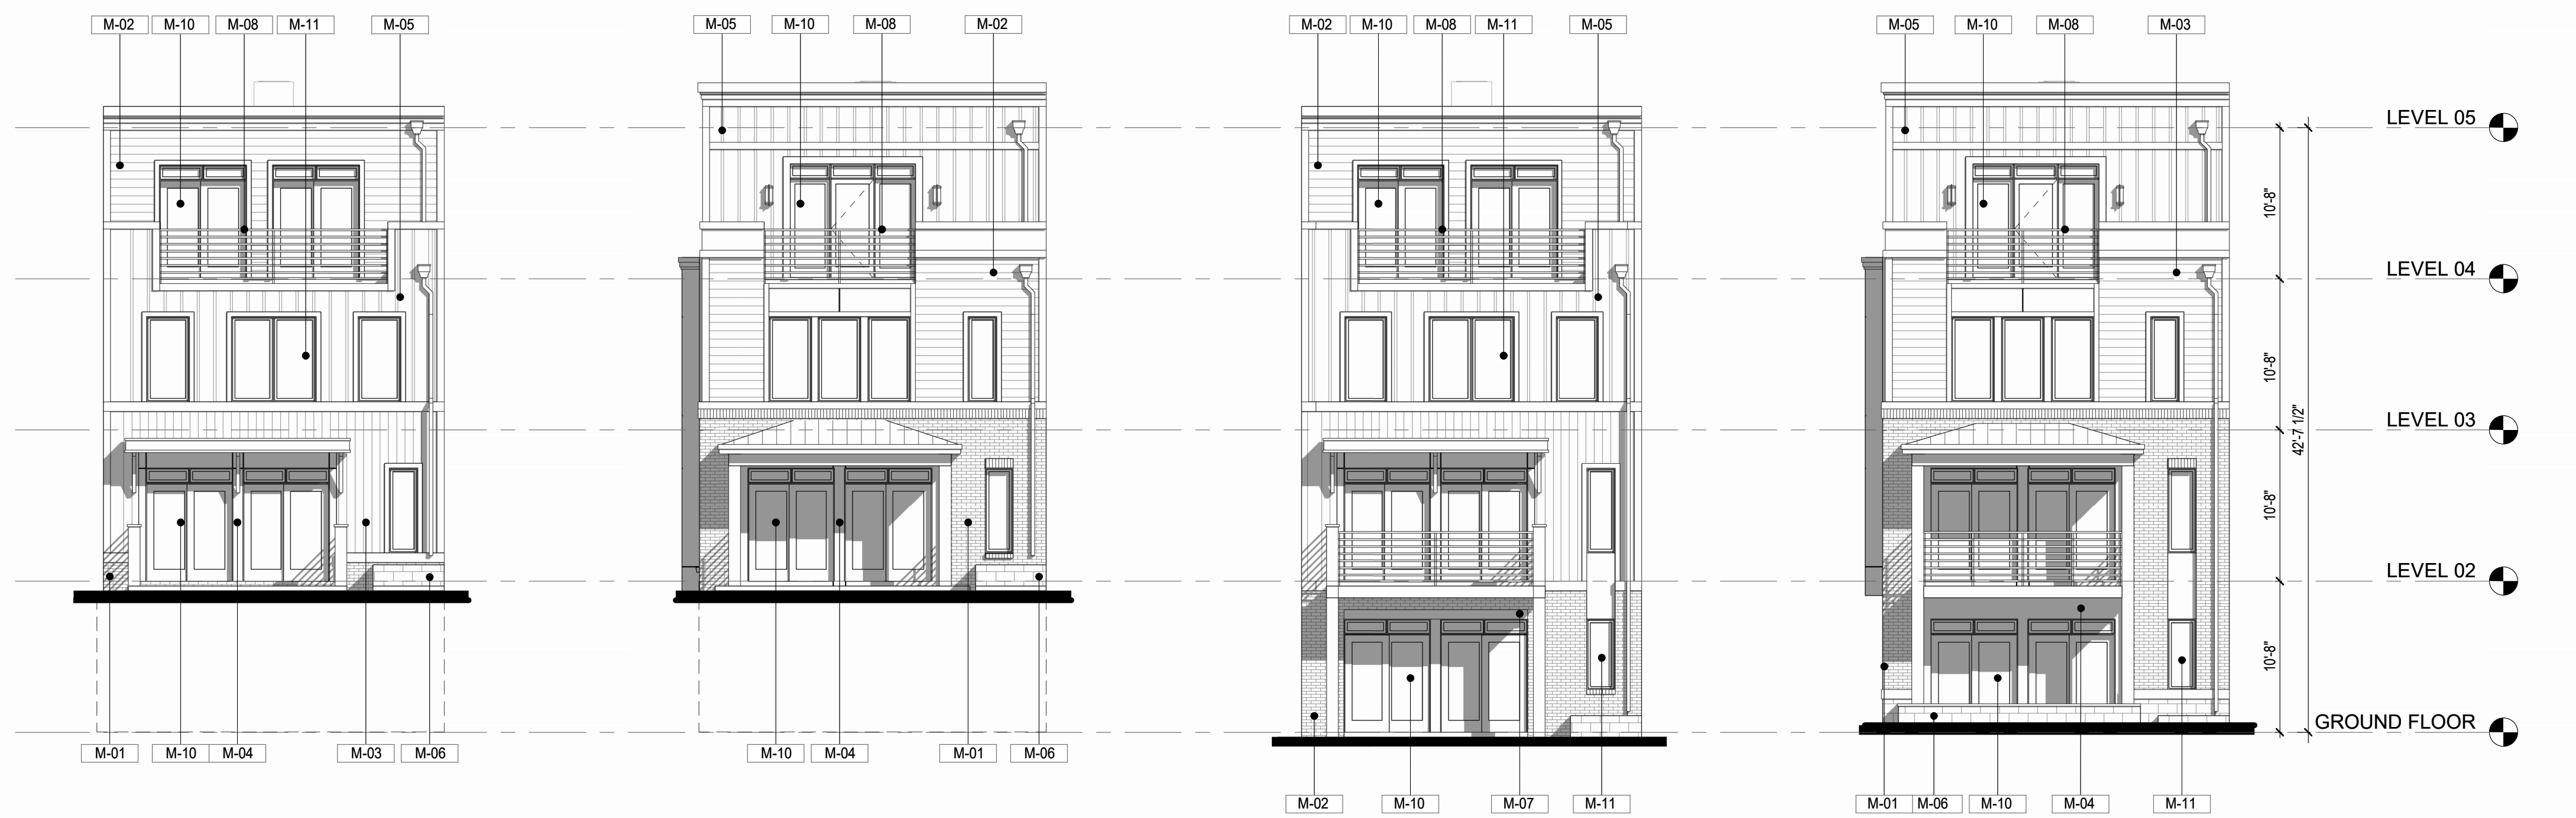 M-02 M-10 M-08 M-11 M-05
M-05 M-10 M-08 M-02
M-02 M-10 M-08 M-11 M-05
M-05 M-10 M-08 M-03
LEVEL 05
10'-8"
LEVEL 04
10'-8"
LEVEL 03
42'-7 1/2"
10'-8"
LEVEL 02
10'-8"
GROUND FLOOR
M-01 M-10 M-04 M-03 M-06
M-10 M-04 M-01 M-06
M-02 M-10 M-07 M-11
M-01 M-06 M-10 M-04 M-11